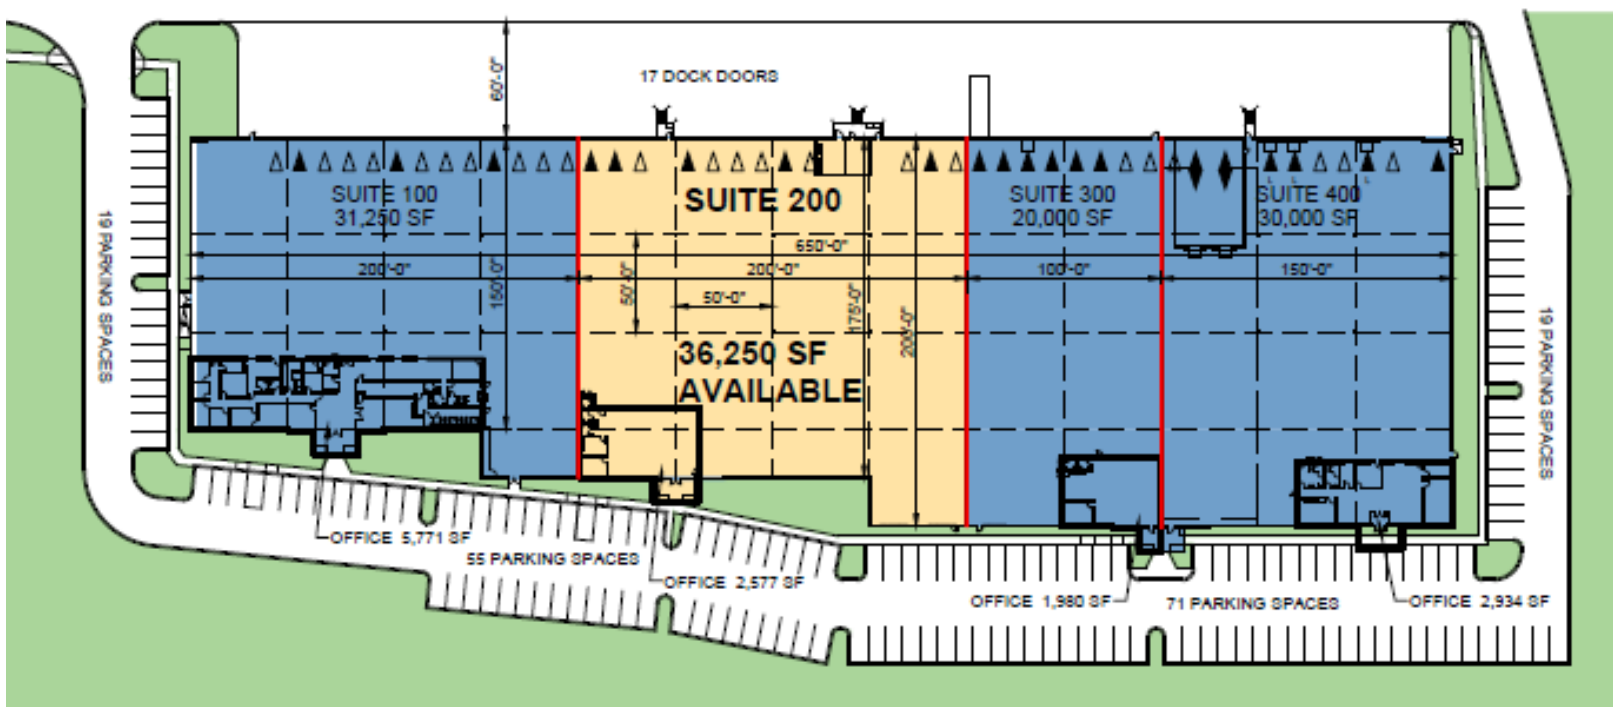 60'-0"
17 DOCK DOORS
SUITE 100
31,250 SF
SUITE 200
SUITE 300
20,000 SF
SUITE 400
30,000 SF
650'-0"
200'-0"
200'-0"
100'-0"
150'-0"
150'-0"
50'-0"
50'-0"
175'-0"
200'-0"
36,250 SF
AVAILABLE
19 PARKING SPACES
19 PARKING SPACES
OFFICE 5,771 SF
55 PARKING SPACES
OFFICE 2,577 SF
OFFICE 1,980 SF
71 PARKING SPACES
OFFICE 2,934 SF